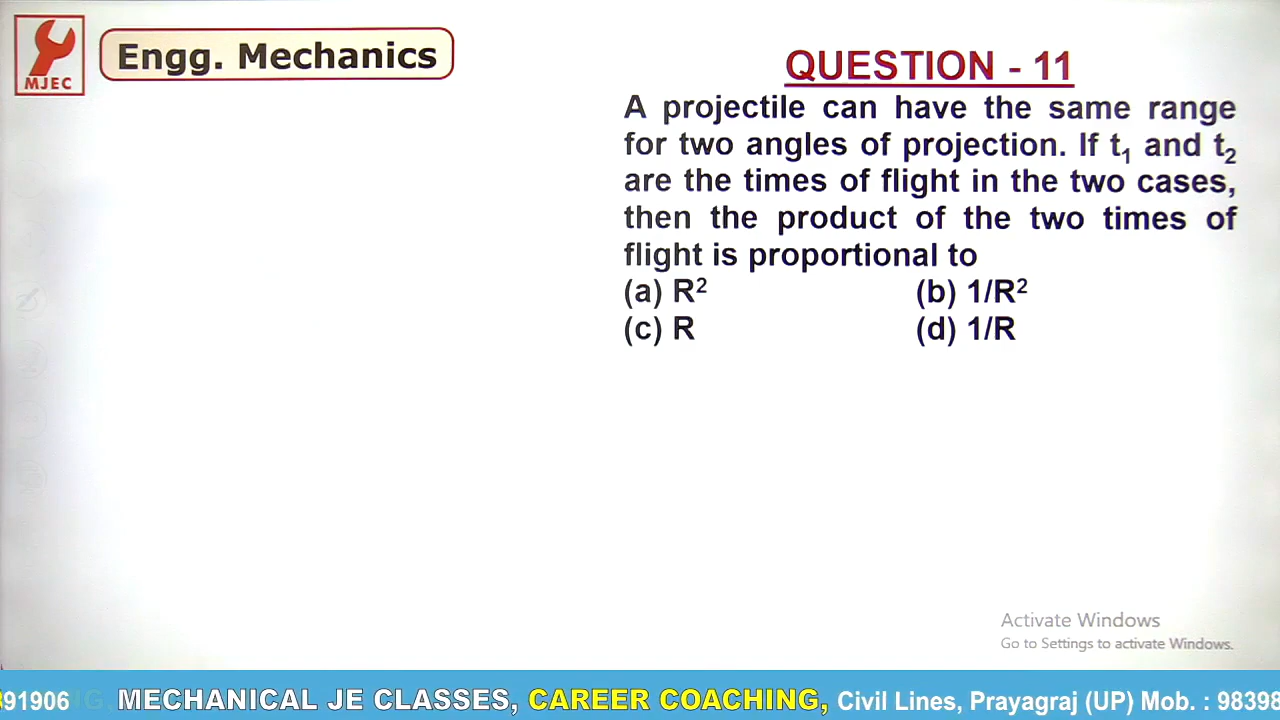 MJEC
Engg. Mechanics
QUESTION - 11
A projectile can have the same range
for two angles of projection. If t₁ and t₂
are the times of flight in the two cases,
then the product of the two times of
flight is proportional to
(a) R² (b) 1/R²
(c) R (d) 1/R
Activate Windows
Go to Settings to activate Windows.
91906 MECHANICAL JE CLASSES, CAREER COACHING, Civil Lines, Prayagraj (UP) Mob. : 9839